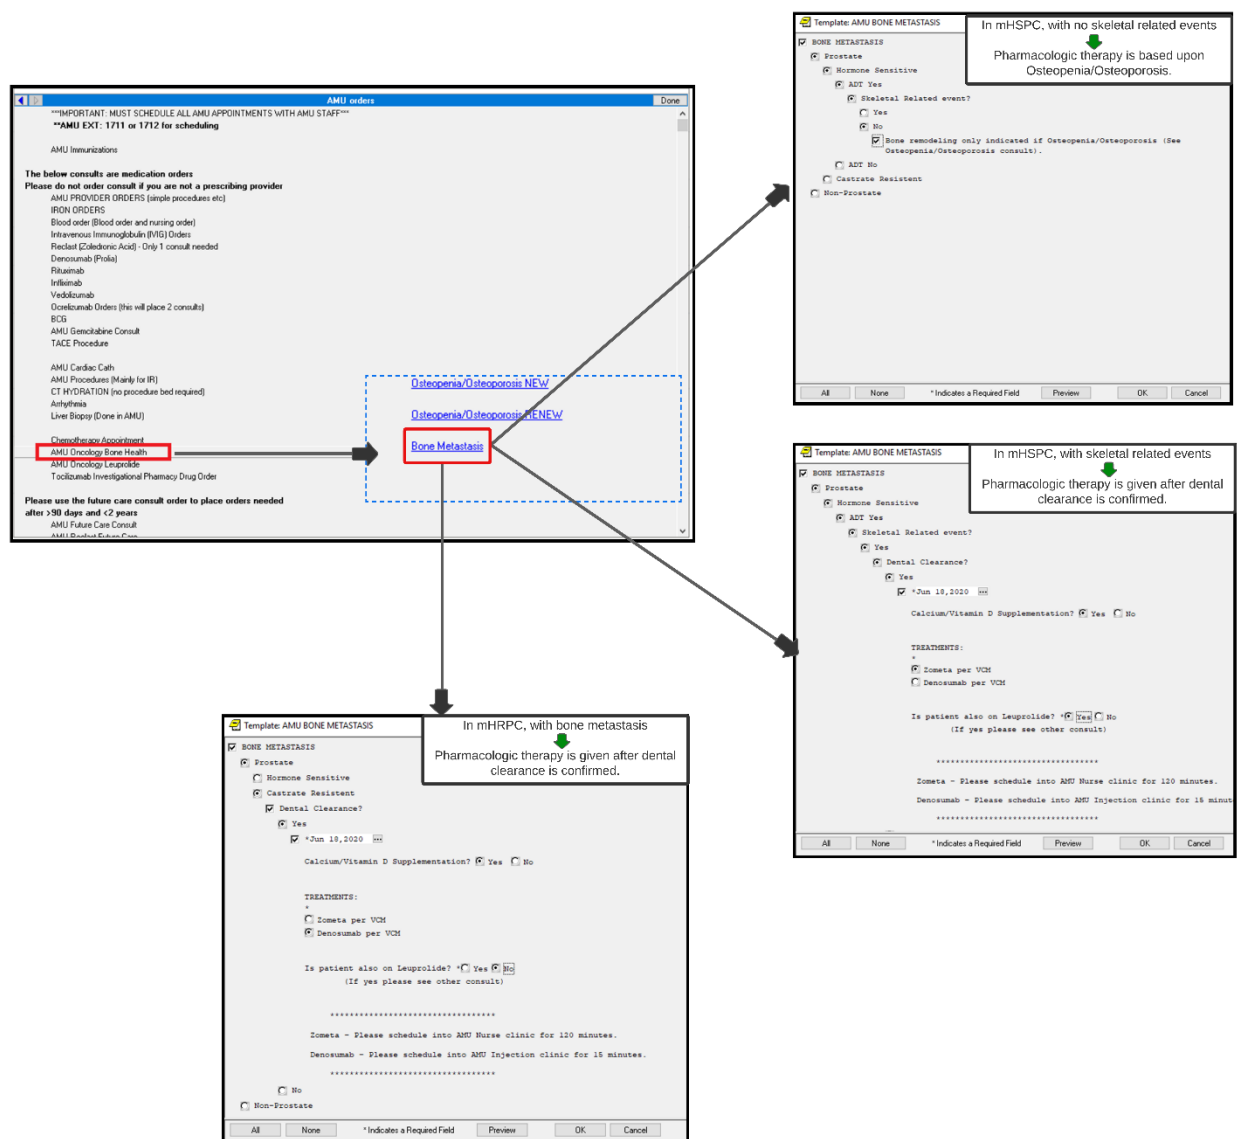 AMU orders
Done
***IMPORTANT: MUST SCHEDULE ALL AMU APPOINTMENTS WITH AMU STAFF***
**AMU EXT: 1711 or 1712 for scheduling
AMU Immunizations
The below consults are medication orders
Please do not order consult if you are not a prescribing provider
AMU PROVIDER ORDERS (simple procedures etc)
IRON ORDERS
Blood order (Blood order and nursing order)
Intravenous Immunoglobulin (IVIG) Orders
Reclast (Zoledronic Acid) - Only 1 consult needed
Denosumab (Prolia)
Rituximab
Infliximab
Vedolizumab
Ocrelizumab Orders (this will place 2 consults)
BCG
AMU Gemcitabine Consult
TACE Procedure
AMU Cardiac Cath
AMU Procedures (Mainly for IR)
CT HYDRATION (no procedure bed required)
Arrhythmia
Liver Biopsy (Done in AMU)
Chemotherapy Appointment
AMU Oncology Bone Health
AMU Oncology Leuprolide
Tocilizumab Investigational Pharmacy Drug Order
Please use the future care consult order to place orders needed
after >90 days and <2 years
AMU Future Care Consult
AMU Reclast Future Care
Osteopenia/Osteoporosis NEW
Osteopenia/Osteoporosis RENEW
Bone Metastasis
Template: AMU BONE METASTASIS
In mHSPC, with no skeletal related events
Pharmacologic therapy is based upon
Osteopenia/Osteoporosis.
BONE METASTASIS
Prostate
Hormone Sensitive
ADT Yes
Skeletal Related event?
Yes
No
Bone remodeling only indicated if Osteopenia/Osteoporosis (See
Osteopenia/Osteoporosis consult).
ADT No
Castrate Resistent
Non-Prostate
All None * Indicates a Required Field Preview OK Cancel
Template: AMU BONE METASTASIS
In mHSPC, with skeletal related events
Pharmacologic therapy is given after dental
clearance is confirmed.
BONE METASTASIS
Prostate
Hormone Sensitive
ADT Yes
Skeletal Related event?
Yes
Dental Clearance?
Yes
*Jun 18,2020 ...
Calcium/Vitamin D Supplementation? Yes No
TREATMENTS:
*
Zometa per VCM
Denosumab per VCM
Is patient also on Leuprolide? * Yes No
(If yes please see other consult)
**********************************
Zometa - Please schedule into AMU Nurse clinic for 120 minutes.
Denosumab - Please schedule into AMU Injection clinic for 15 minut
**********************************
All None * Indicates a Required Field Preview OK Cancel
Template: AMU BONE METASTASIS
In mHRPC, with bone metastasis
Pharmacologic therapy is given after dental
clearance is confirmed.
BONE METASTASIS
Prostate
Hormone Sensitive
Castrate Resistent
Dental Clearance?
Yes
*Jun 18,2020 ...
Calcium/Vitamin D Supplementation? Yes No
TREATMENTS:
*
Zometa per VCM
Denosumab per VCM
Is patient also on Leuprolide? * Yes No
(If yes please see other consult)
**********************************
Zometa - Please schedule into AMU Nurse clinic for 120 minutes.
Denosumab - Please schedule into AMU Injection clinic for 15 minutes.
**********************************
No
Non-Prostate
All None * Indicates a Required Field Preview OK Cancel